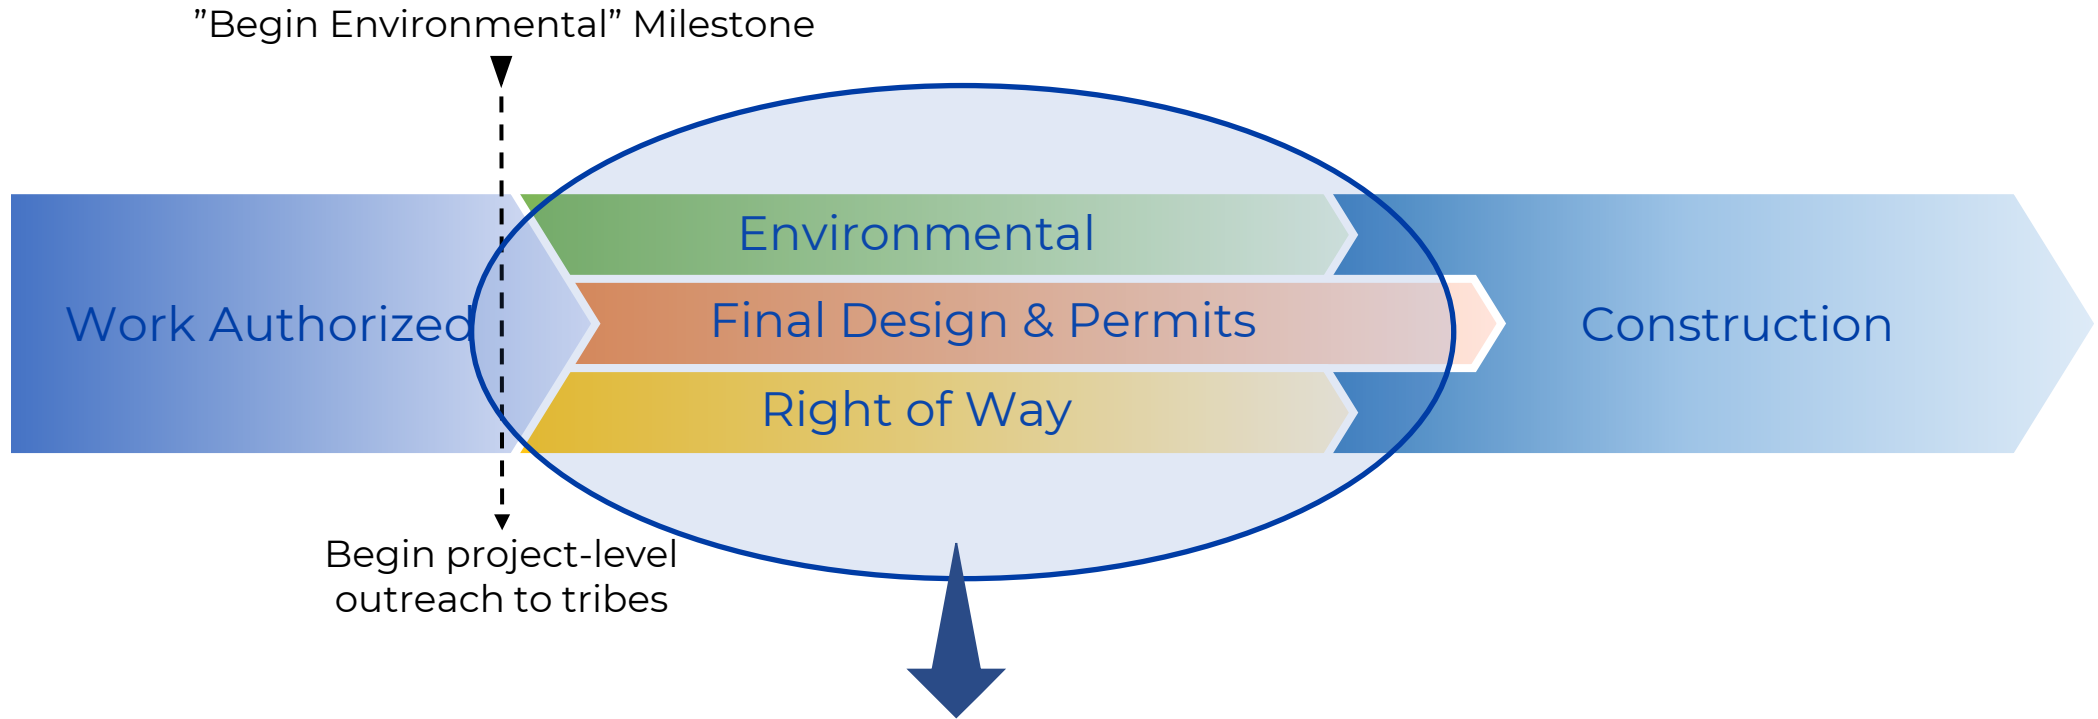 ”Begin Environmental” Milestone
Environmental
Work Authorized
Final Design & Permits
Construction
Right of Way
Begin project-level
outreach to tribes